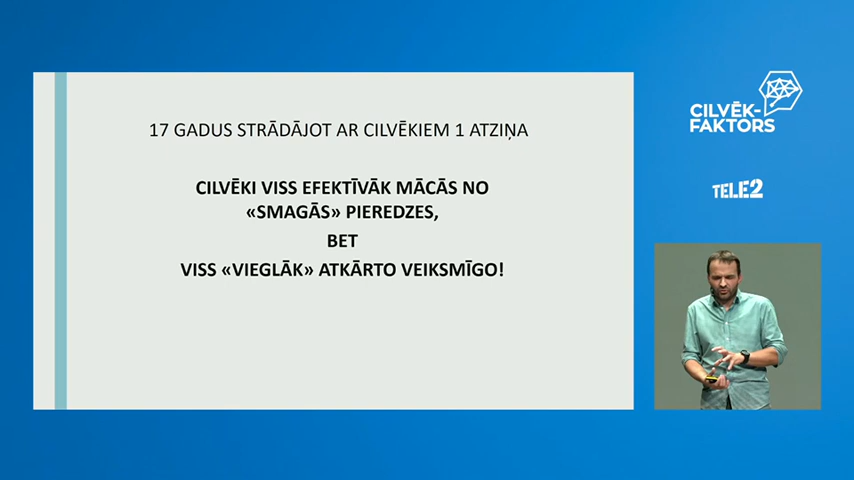 17 GADUS STRĀDĀJOT AR CILVĒKIEM 1 ATZIŅA
CILVĒKI VISS EFEKTĪVĀK MĀCĀS NO
«SMAGĀS» PIEREDZES,
BET
VISS «VIEGLĀK» ATKĀRTO VEIKSMĪGO!
CILVĒK-
FAKTORS
TELE2